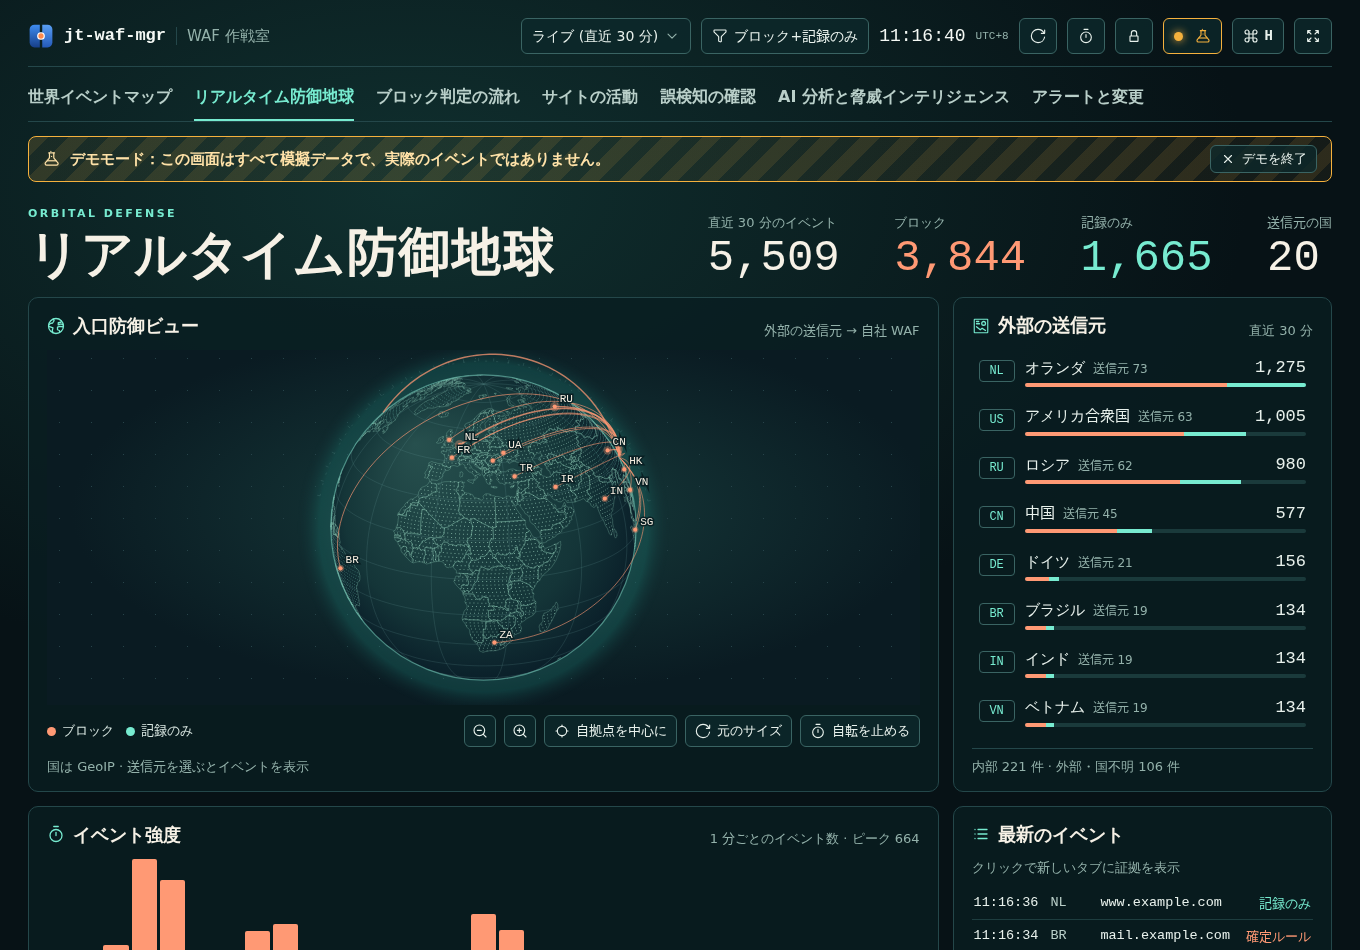 jt-waf-mgr WAF 作戦室 ライブ (直近 30 分) ブロック+記録のみ 11:16:40 UTC+8 ⌘ H
世界イベントマップ リアルタイム防御地球 ブロック判定の流れ サイトの活動 誤検知の確認 AI 分析と脅威インテリジェンス アラートと変更
デモモード：この画面はすべて模擬データで、実際のイベントではありません。 デモを終了
ORBITAL DEFENSE
リアルタイム防御地球
直近 30 分のイベント ブロック 記録のみ 送信元の国
5,509 3,844 1,665 20
入口防御ビュー 外部の送信元 → 自社 WAF
RU
NL
FR
UA
CN
TR
HK
IR
VN
IN
SG
BR
ZA
ブロック 記録のみ 自拠点を中心に 元のサイズ 自転を止める
国は GeoIP · 送信元を選ぶとイベントを表示
外部の送信元 直近 30 分
NL オランダ 送信元 73 1,275
US アメリカ合衆国 送信元 63 1,005
RU ロシア 送信元 62 980
CN 中国 送信元 45 577
DE ドイツ 送信元 21 156
BR ブラジル 送信元 19 134
IN インド 送信元 19 134
VN ベトナム 送信元 19 134
内部 221 件 · 外部・国不明 106 件
イベント強度 1 分ごとのイベント数 · ピーク 664
最新のイベント
クリックで新しいタブに証拠を表示
11:16:36 NL www.example.com 記録のみ
11:16:34 BR mail.example.com 確定ルール